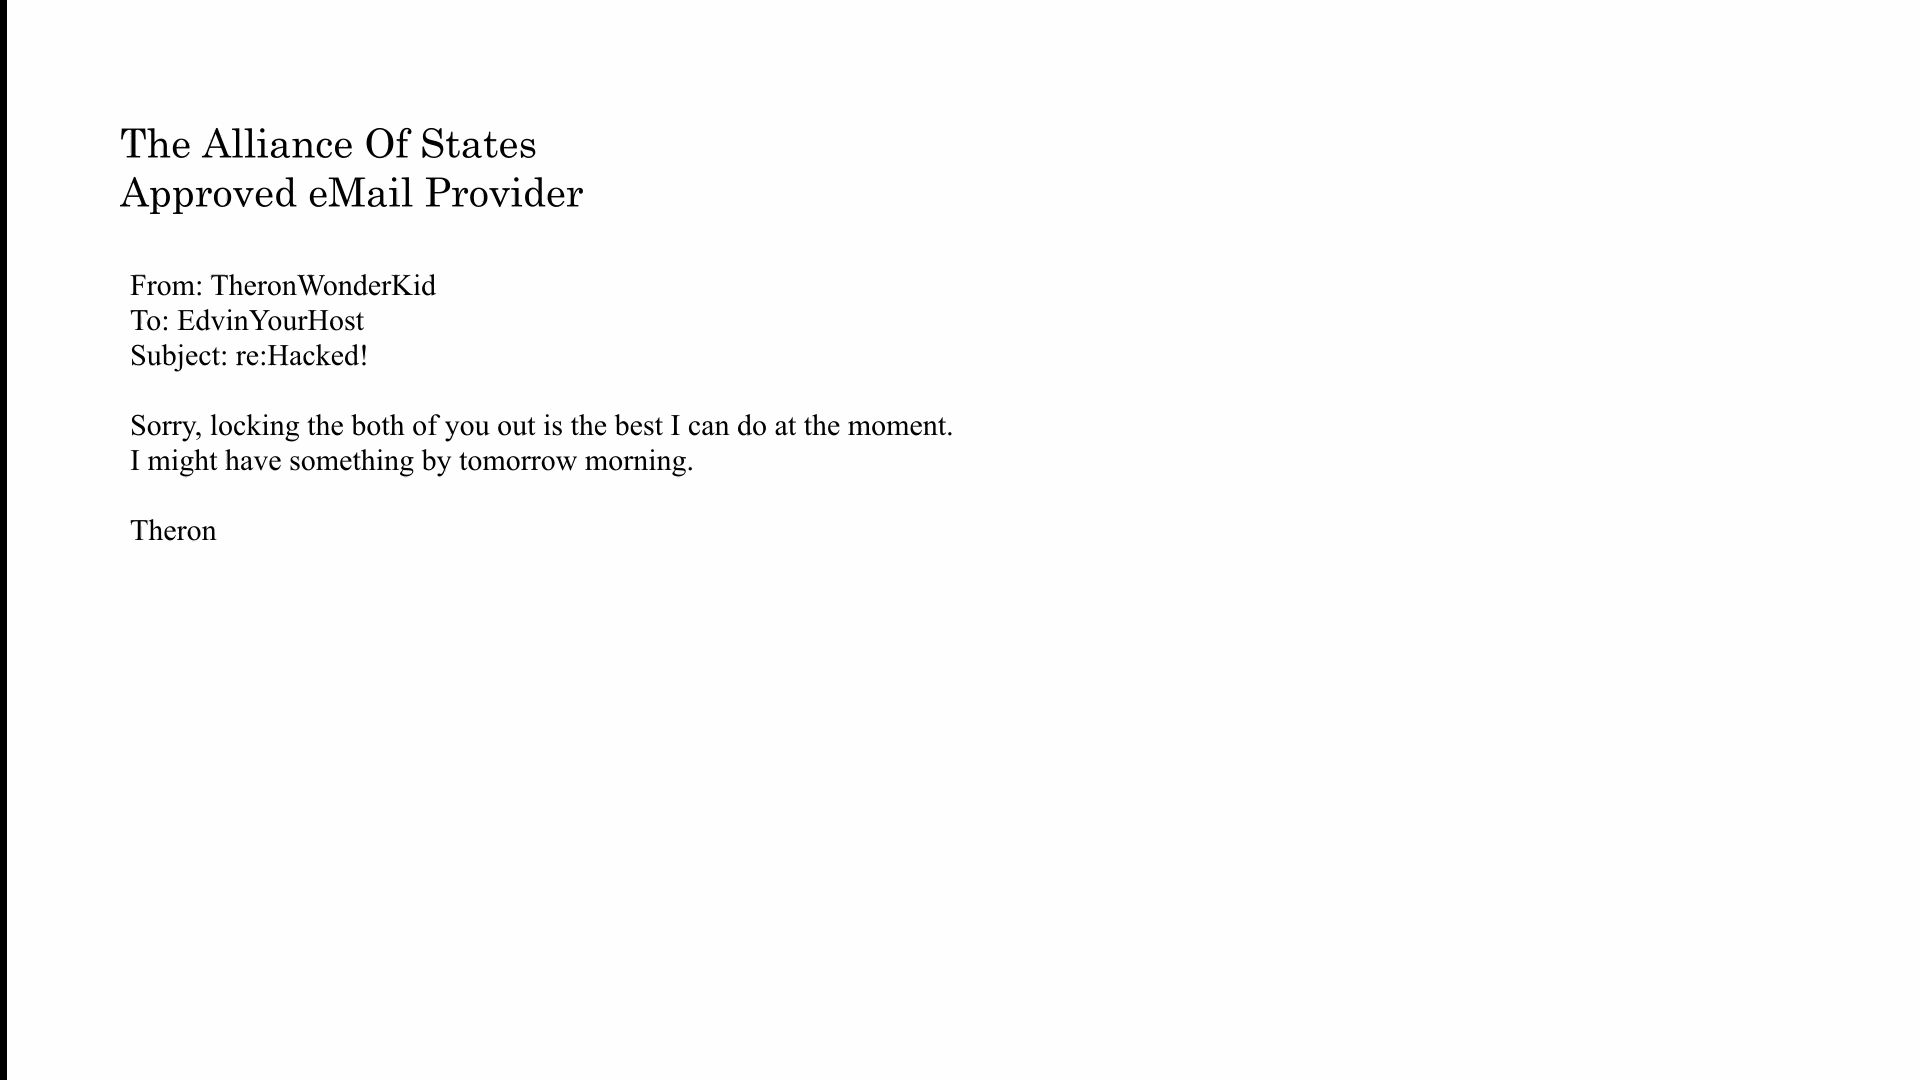 The Alliance Of States
Approved eMail Provider
From: TheronWonderKid
To: EdvinYourHost
Subject: re:Hacked!
Sorry, locking the both of you out is the best I can do at the moment.
I might have something by tomorrow morning.
Theron